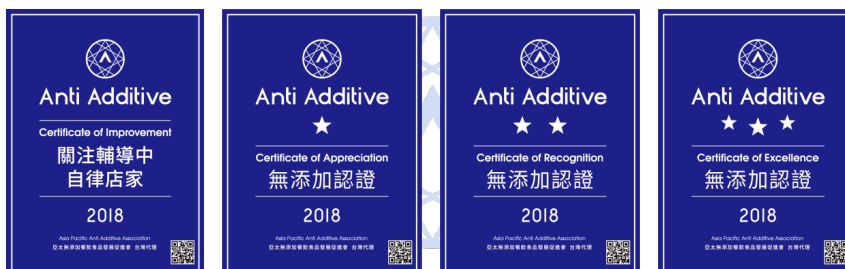 Anti Additive
Certificate of Improvement
關注輔導中
自律店家
2018
Asia Pacific Anti Additive Association
亞太無添加餐飲食品發展促進會 台灣代理
Anti Additive
Certificate of Appreciation
無添加認證
2018
Asia Pacific Anti Additive Association
亞太無添加餐飲食品發展促進會 台灣代理
Anti Additive
Certificate of Recognition
無添加認證
2018
Asia Pacific Anti Additive Association
亞太無添加餐飲食品發展促進會 台灣代理
Anti Additive
Certificate of Excellence
無添加認證
2018
Asia Pacific Anti Additive Association
亞太無添加餐飲食品發展促進會 台灣代理